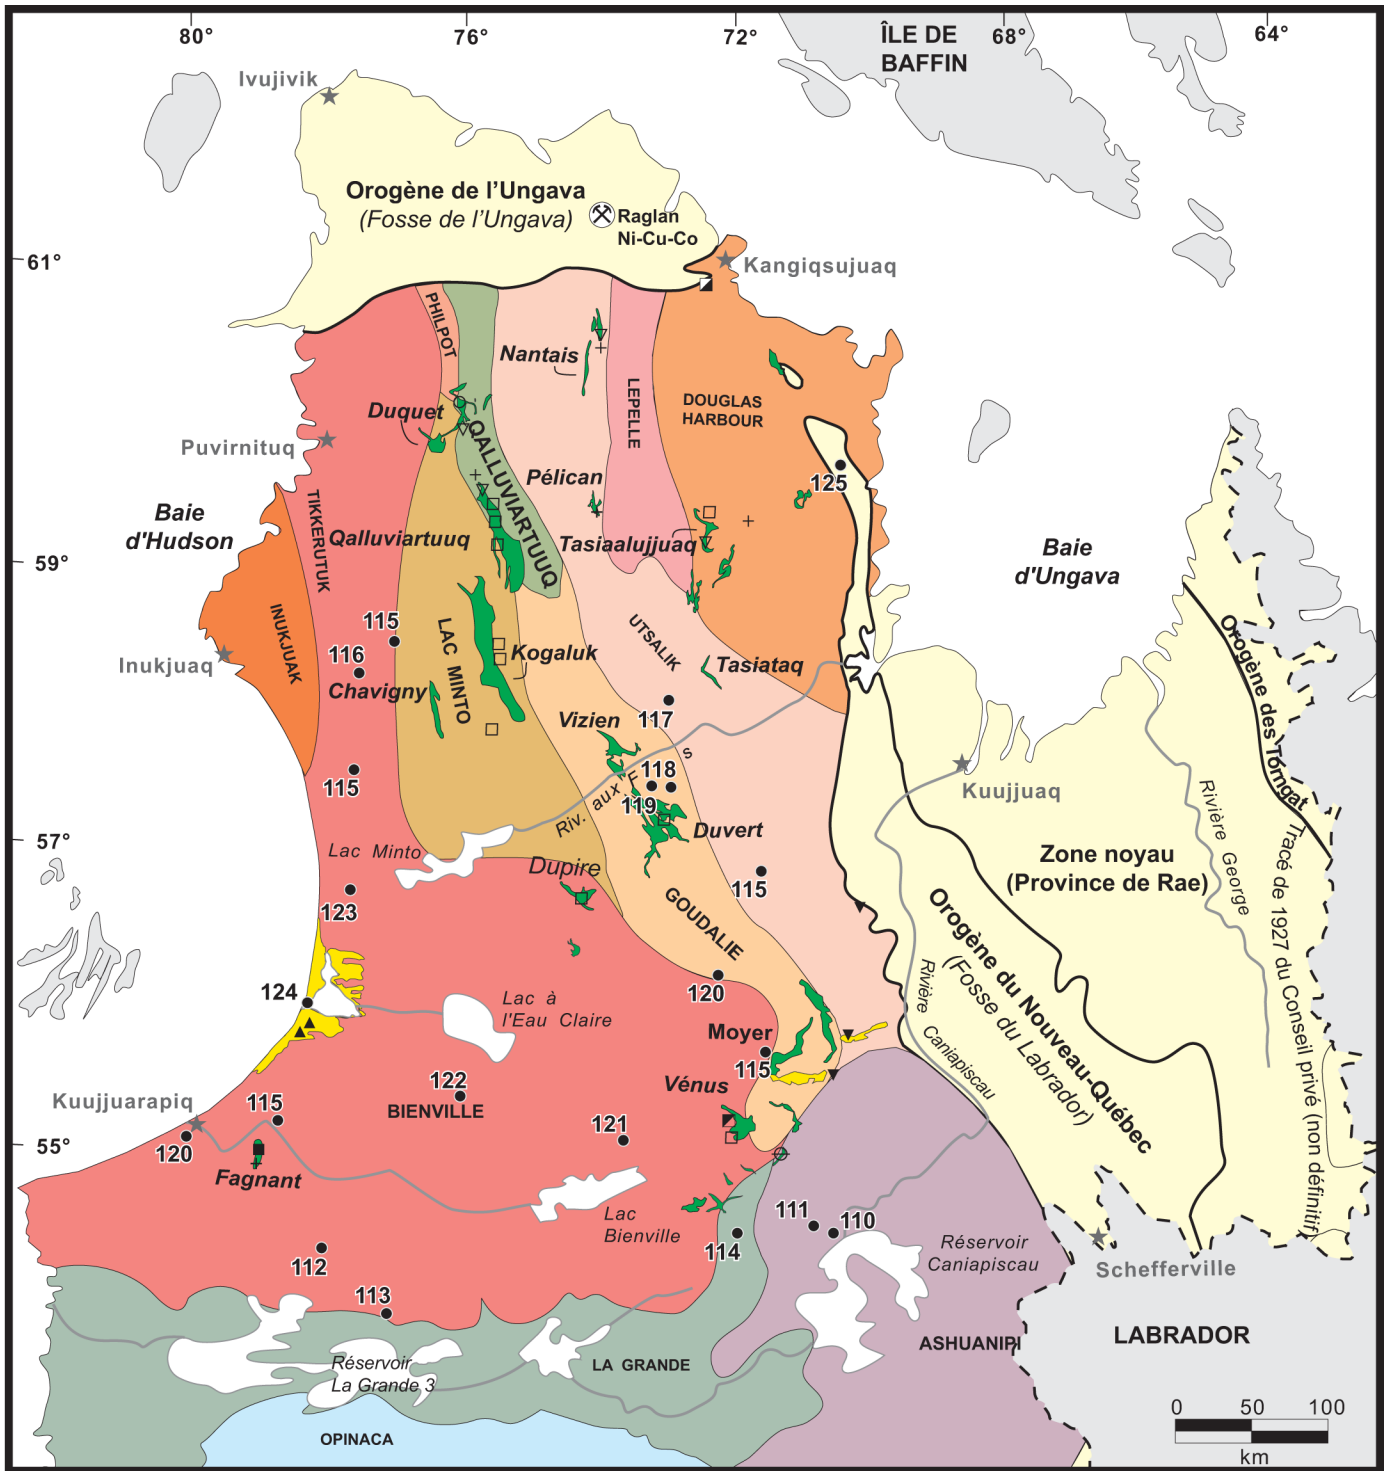 80°
76°
72°
68°
64°
ÎLE DE
BAFFIN
Ivujivik
Orogène de l'Ungava
(Fosse de l'Ungava)
Raglan
Ni-Cu-Co
61°
Kangiqsujuaq
PHILPOT
Nantais
LEPELLE
DOUGLAS
HARBOUR
Duquet
Puvirnituq
QALLUVIARTUUQ
Pélican
125
TIKKERUTUK
Baie
d'Hudson
Qalluviartuuq
Tasiaalujjuaq
Baie
d'Ungava
59°
INUKJUAK
115
LAC MINTO
UTSALIK
Orogène des Torngat
116
Inukjuaq
Kogaluk
Tasiataq
Chavigny
Vizien
117
118
115
119
Riv. aux F s
Kuujjuaq
Rivière George
57°
Duvert
Lac Minto
Dupire
Zone noyau
(Province de Rae)
115
123
GOUDALIE
Orogène du Nouveau-Québec
(Fosse du Labrador)
Tracé de 1927 du Conseil privé (non définitif)
124
120
Lac à
l'Eau Claire
Rivière Caniapiscau
Moyer
115
Vénus
Kuujjuarapiq
115
122
BIENVILLE
121
55°
120
Fagnant
Lac
Bienville
111
110
114
Réservoir
Caniapiscau
Schefferville
112
113
LABRADOR
ASHUANIPI
Réservoir
La Grande 3
LA GRANDE
OPINACA
0 50 100
km